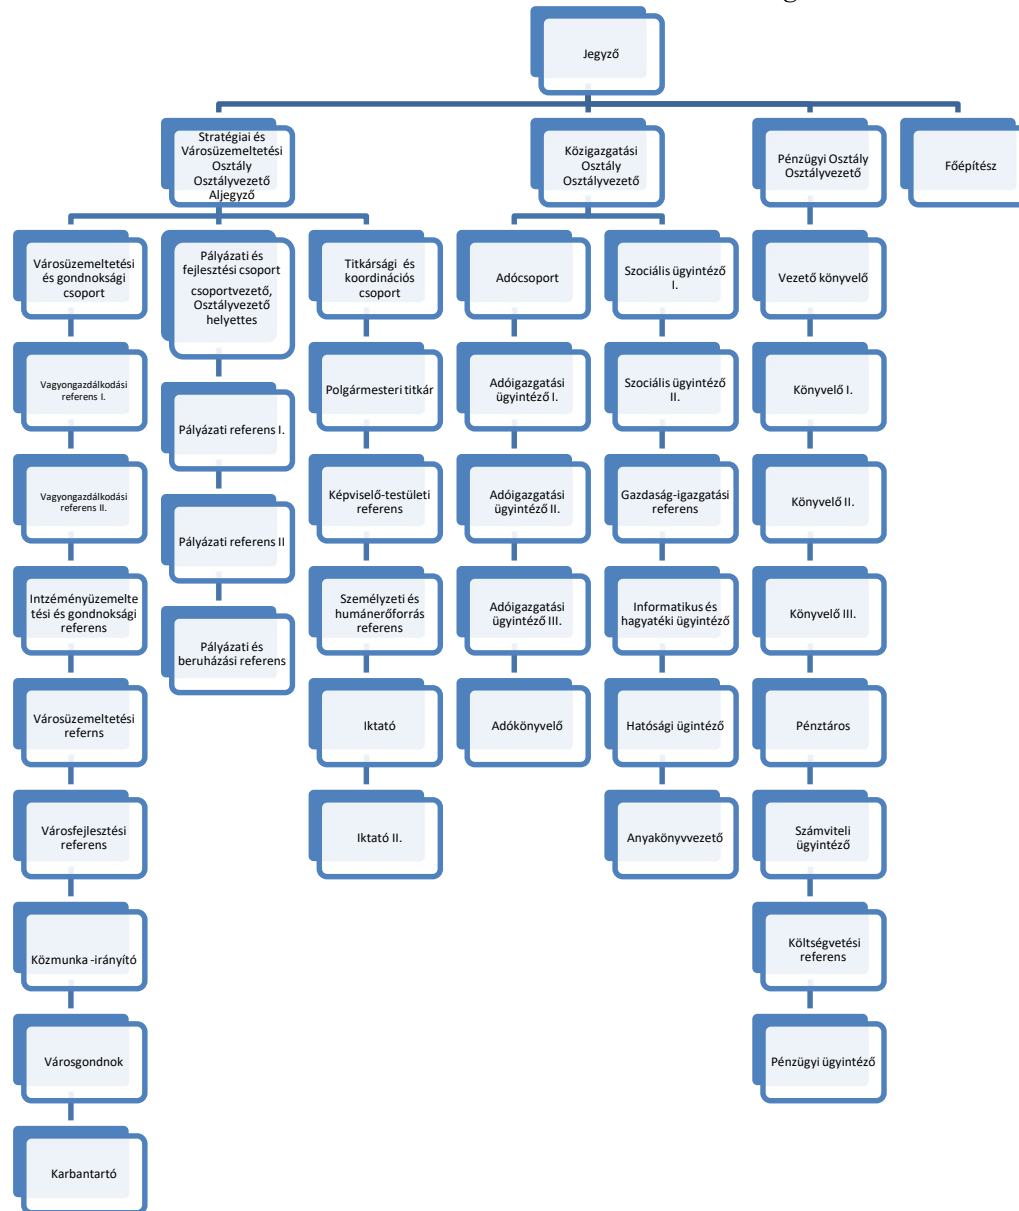 Jegyző
Stratégiai és
Városüzemeltetési
Osztály
Osztályvezető
Aljegyző
Közigazgatási
Osztály
Osztályvezető
Pénzügyi Osztály
Osztályvezető
Főépítész
Városüzemeltetési
és gondnoksági
csoport
Vagyongazdálkodási
referens I.
Vagyongazdálkodási
referens II.
Intézményüzemelte
tési és gondnoksági
referens
Városüzemeltetési
referns
Városfejlesztési
referens
Közmunka -irányító
Városgondnok
Karbantartó
Pályázati és
fejlesztési csoport
csoportvezető,
Osztályvezető
helyettes
Pályázati referens I.
Pályázati referens II
Pályázati és
beruházási referens
Titkársági és
koordinációs
csoport
Polgármesteri titkár
Képviselő-testületi
referens
Személyzeti és
humánerőforrás
referens
Iktató
Iktató II.
Adócsoport
Adóigazgatási
ügyintéző I.
Adóigazgatási
ügyintéző II.
Adóigazgatási
ügyintéző III.
Adókönyvelő
Szociális ügyintéző
I.
Szociális ügyintéző
II.
Gazdaság-igazgatási
referens
Informatikus és
hagyatéki ügyintéző
Hatósági ügintéző
Anyakönyvvezető
Vezető könyvelő
Könyvelő I.
Könyvelő II.
Könyvelő III.
Pénztáros
Számviteli
ügyintéző
Költségvetési
referens
Pénzügyi ügyintéző